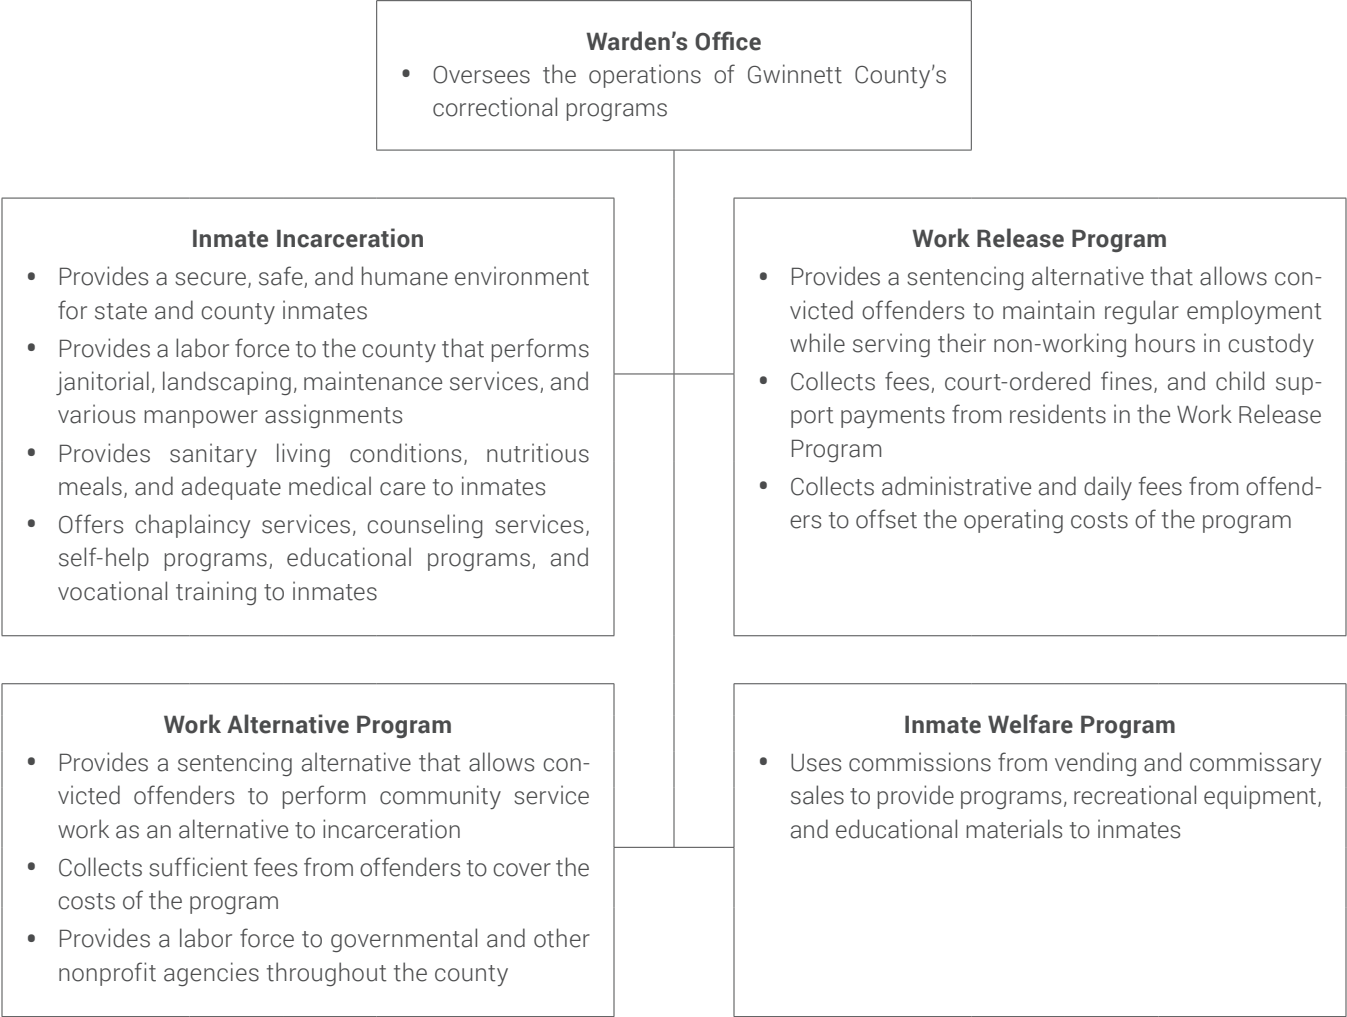 Warden’s Office
• Oversees the operations of Gwinnett County’s
correctional programs
Inmate Incarceration
• Provides a secure, safe, and humane environment
for state and county inmates
• Provides a labor force to the county that performs
janitorial, landscaping, maintenance services, and
various manpower assignments
• Provides sanitary living conditions, nutritious
meals, and adequate medical care to inmates
• Offers chaplaincy services, counseling services,
self-help programs, educational programs, and
vocational training to inmates
Work Release Program
• Provides a sentencing alternative that allows con-
victed offenders to maintain regular employment
while serving their non-working hours in custody
• Collects fees, court-ordered fines, and child sup-
port payments from residents in the Work Release
Program
• Collects administrative and daily fees from offend-
ers to offset the operating costs of the program
Work Alternative Program
• Provides a sentencing alternative that allows con-
victed offenders to perform community service
work as an alternative to incarceration
• Collects sufficient fees from offenders to cover the
costs of the program
• Provides a labor force to governmental and other
nonprofit agencies throughout the county
Inmate Welfare Program
• Uses commissions from vending and commissary
sales to provide programs, recreational equipment,
and educational materials to inmates